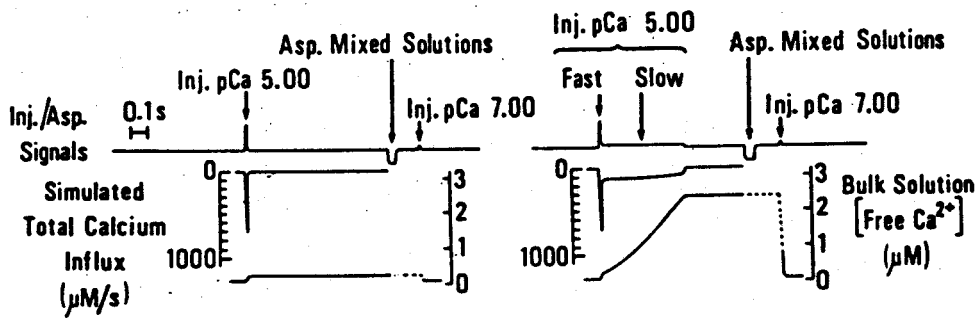 Inj. pCa 5.00
Asp. Mixed Solutions
Asp. Mixed Solutions
Fast Slow
Inj. pCa 5.00
Inj./Asp.
Signals
0.1s
Inj. pCa 7.00
Inj. pCa 7.00
Simulated
Total Calcium
Influx
(μM/s)
0
1000
3
2
1
0
0
1000
3
2
1
0
Bulk Solution
[Free Ca²⁺]
(μM)